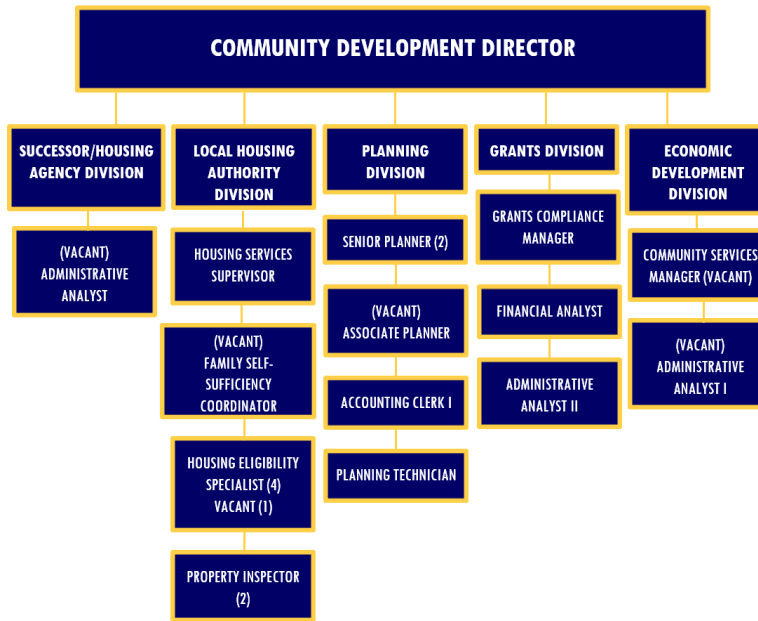 COMMUNITY DEVELOPMENT DIRECTOR
SUCCESSOR/HOUSING
AGENCY DIVISION
(VACANT)
ADMINISTRATIVE
ANALYST
LOCAL HOUSING
AUTHORITY
DIVISION
HOUSING SERVICES
SUPERVISOR
(VACANT)
FAMILY SELF-
SUFFICIENCY
COORDINATOR
HOUSING ELIGIBILITY
SPECIALIST (4)
VACANT (1)
PROPERTY INSPECTOR
(2)
PLANNING
DIVISION
SENIOR PLANNER (2)
(VACANT)
ASSOCIATE PLANNER
ACCOUNTING CLERK I
PLANNING TECHNICIAN
GRANTS DIVISION
GRANTS COMPLIANCE
MANAGER
FINANCIAL ANALYST
ADMINISTRATIVE
ANALYST II
ECONOMIC
DEVELOPMENT
DIVISION
COMMUNITY SERVICES
MANAGER (VACANT)
(VACANT)
ADMINISTRATIVE
ANALYST I